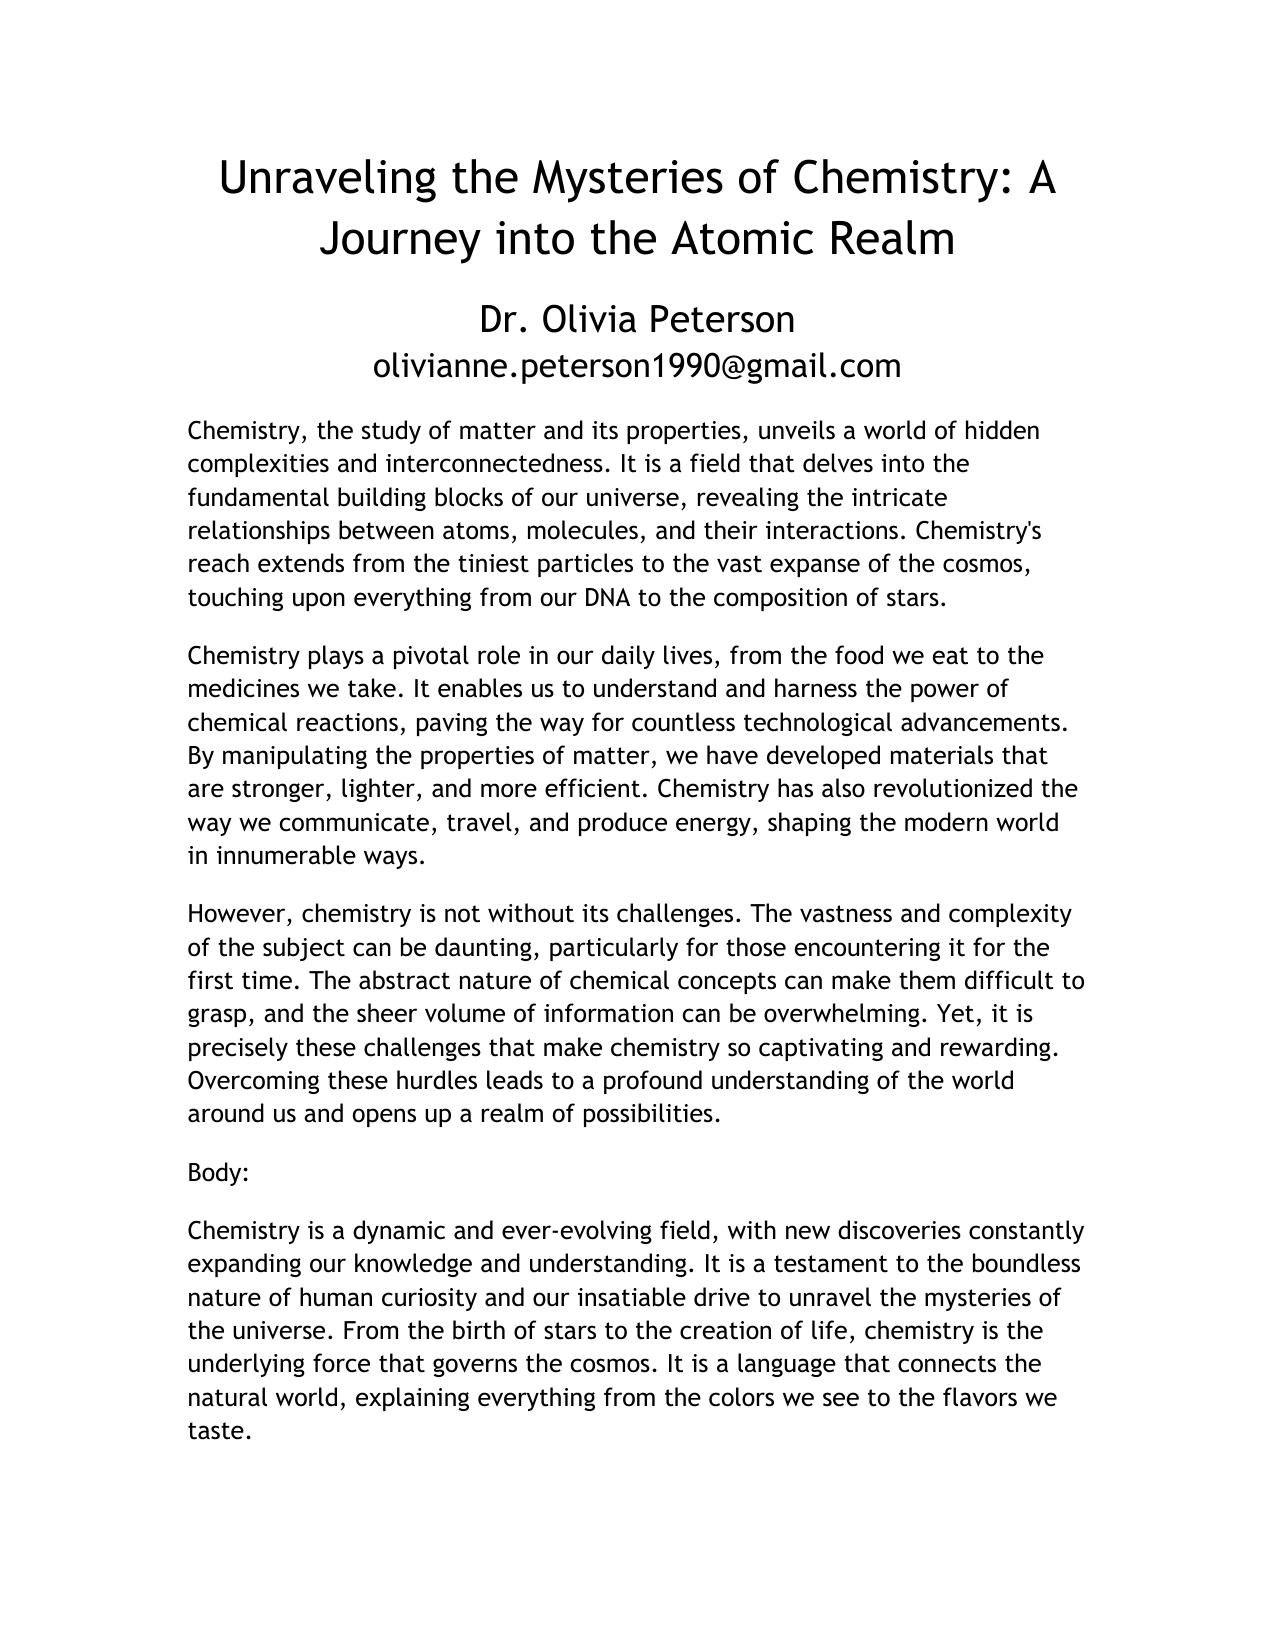 Unraveling the Mysteries of Chemistry: A
Journey into the Atomic Realm
Dr. Olivia Peterson
olivianne.peterson1990@gmail.com
Chemistry, the study of matter and its properties, unveils a world of hidden
complexities and interconnectedness. It is a field that delves into the
fundamental building blocks of our universe, revealing the intricate
relationships between atoms, molecules, and their interactions. Chemistry's
reach extends from the tiniest particles to the vast expanse of the cosmos,
touching upon everything from our DNA to the composition of stars.
Chemistry plays a pivotal role in our daily lives, from the food we eat to the
medicines we take. It enables us to understand and harness the power of
chemical reactions, paving the way for countless technological advancements.
By manipulating the properties of matter, we have developed materials that
are stronger, lighter, and more efficient. Chemistry has also revolutionized the
way we communicate, travel, and produce energy, shaping the modern world
in innumerable ways.
However, chemistry is not without its challenges. The vastness and complexity
of the subject can be daunting, particularly for those encountering it for the
first time. The abstract nature of chemical concepts can make them difficult to
grasp, and the sheer volume of information can be overwhelming. Yet, it is
precisely these challenges that make chemistry so captivating and rewarding.
Overcoming these hurdles leads to a profound understanding of the world
around us and opens up a realm of possibilities.
Body:
Chemistry is a dynamic and ever-evolving field, with new discoveries constantly
expanding our knowledge and understanding. It is a testament to the boundless
nature of human curiosity and our insatiable drive to unravel the mysteries of
the universe. From the birth of stars to the creation of life, chemistry is the
underlying force that governs the cosmos. It is a language that connects the
natural world, explaining everything from the colors we see to the flavors we
taste.